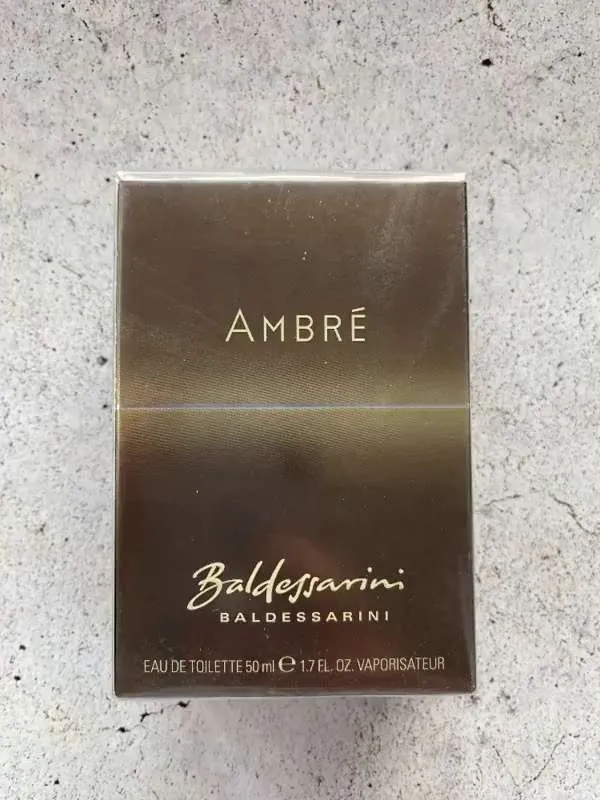 AMBRÉ
Baldessarini
BALDESSARINI
EAU DE TOILETTE 50 ml ℮ 1.7 FL. OZ. VAPORISATEUR